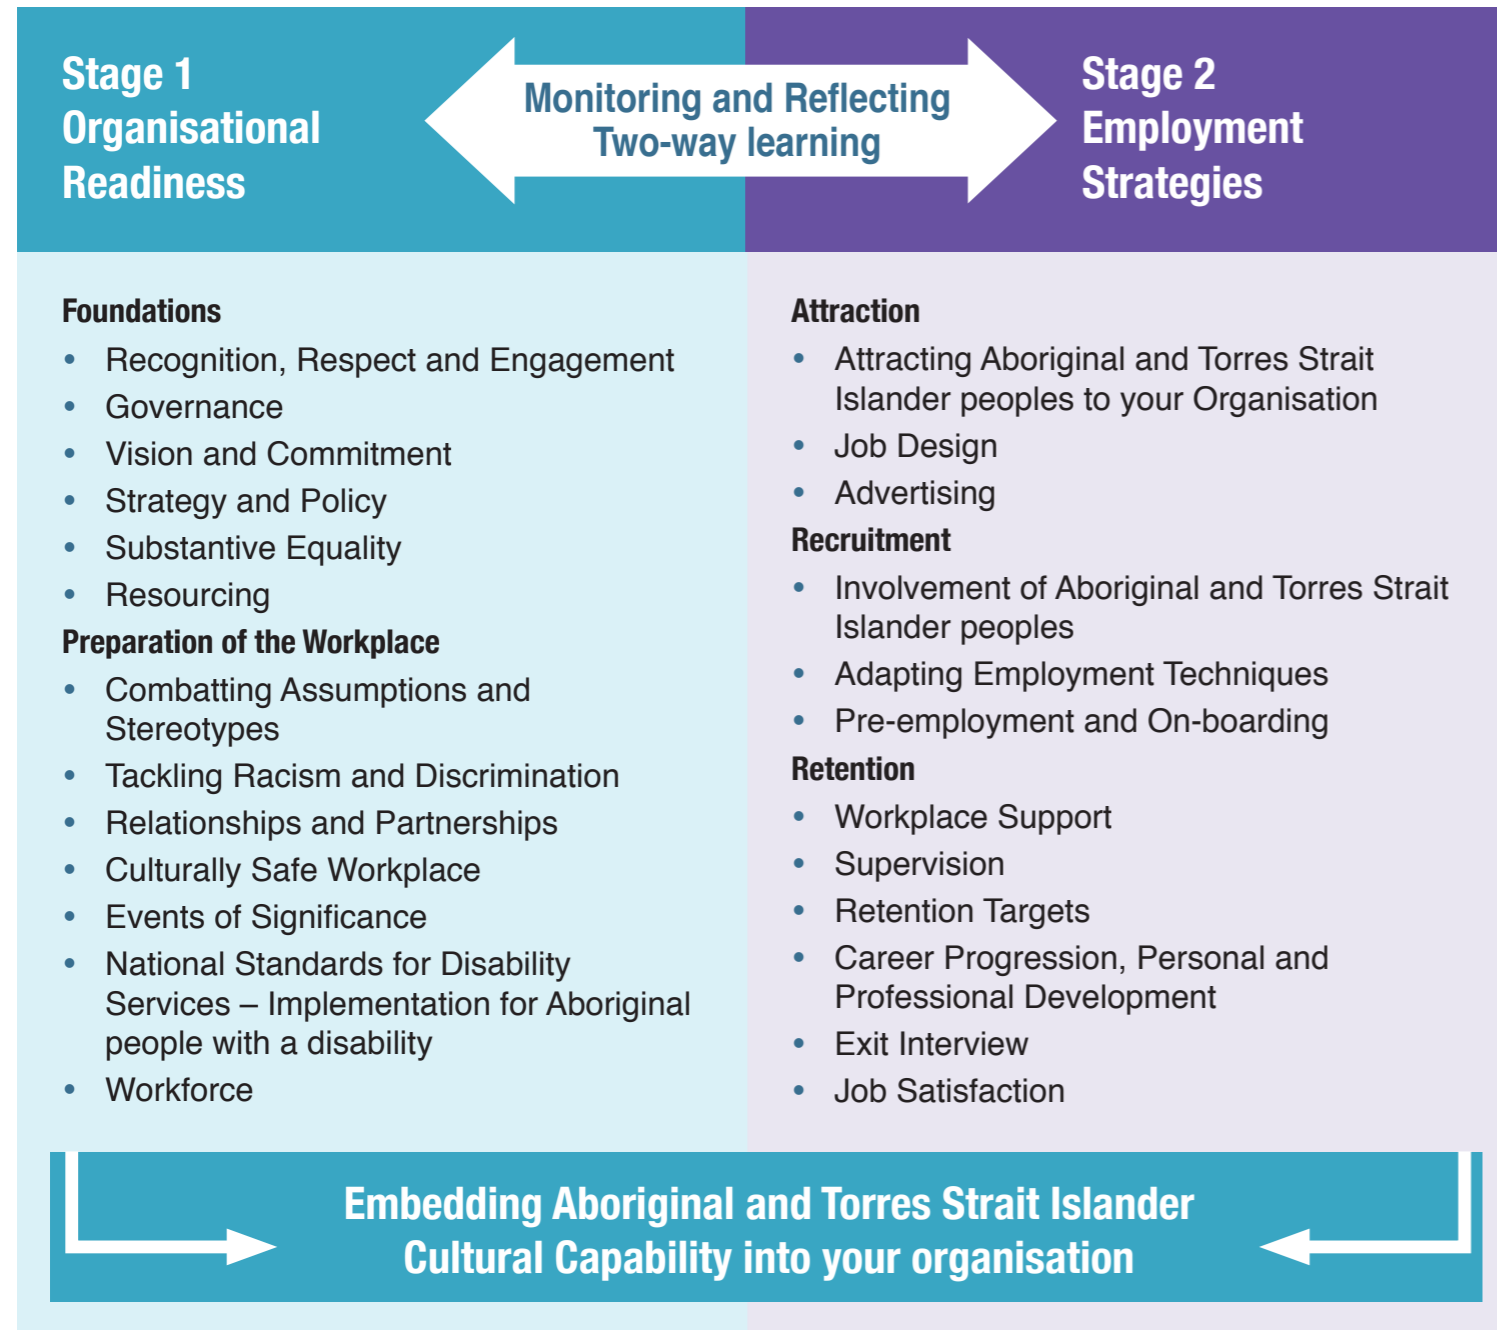 Stage 1
Organisational
Readiness
Monitoring and Reflecting
Two-way learning
Stage 2
Employment
Strategies
Foundations
• Recognition, Respect and Engagement
• Governance
• Vision and Commitment
• Strategy and Policy
• Substantive Equality
• Resourcing
Preparation of the Workplace
• Combatting Assumptions and
Stereotypes
• Tackling Racism and Discrimination
• Relationships and Partnerships
• Culturally Safe Workplace
• Events of Significance
• National Standards for Disability
Services – Implementation for Aboriginal
people with a disability
• Workforce
Attraction
• Attracting Aboriginal and Torres Strait
Islander peoples to your Organisation
• Job Design
• Advertising
Recruitment
• Involvement of Aboriginal and Torres Strait
Islander peoples
• Adapting Employment Techniques
• Pre-employment and On-boarding
Retention
• Workplace Support
• Supervision
• Retention Targets
• Career Progression, Personal and
Professional Development
• Exit Interview
• Job Satisfaction
Embedding Aboriginal and Torres Strait Islander
Cultural Capability into your organisation